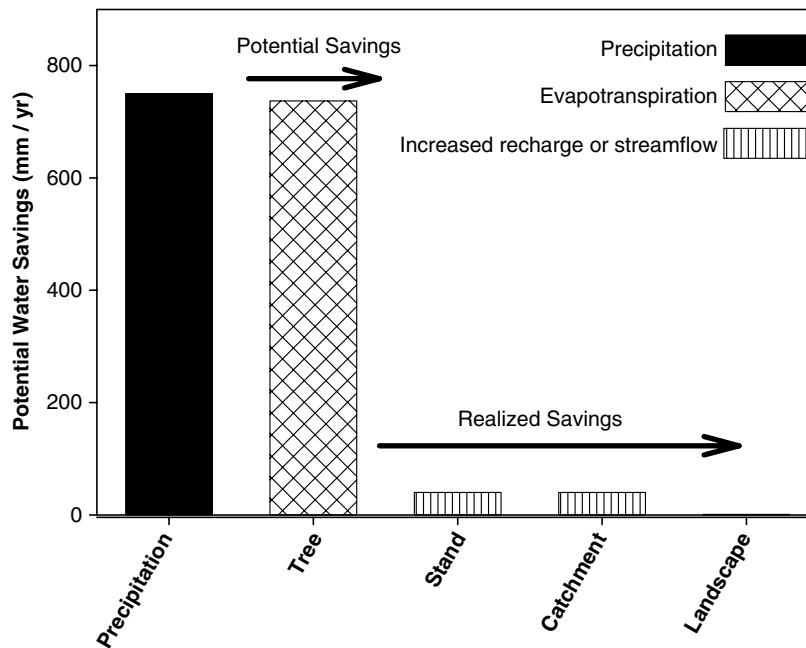 Potential Savings
Precipitation
Evapotranspiration
Increased recharge or streamflow
Potential Water Savings (mm / yr)
800
600
400
200
0
Realized Savings
Precipitation
Tree
Stand
Catchment
Landscape